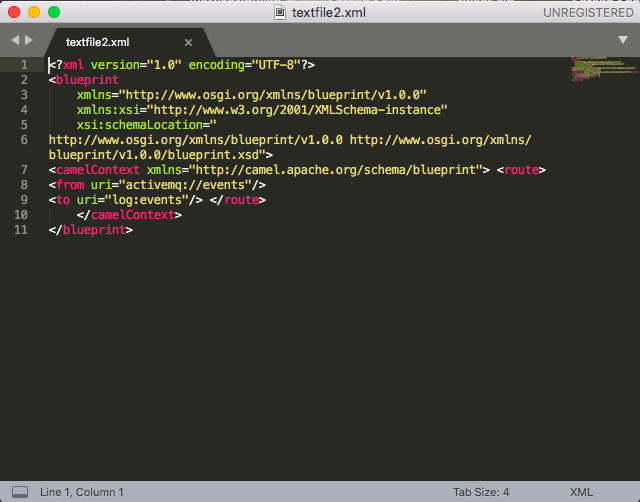 textfile2.xml
UNREGISTERED
textfile2.xml
1 <?xml version="1.0" encoding="UTF-8"?>
2 <blueprint
3 xmlns="http://www.osgi.org/xmlns/blueprint/v1.0.0"
4 xmlns:xsi="http://www.w3.org/2001/XMLSchema-instance"
5 xsi:schemaLocation="
6 http://www.osgi.org/xmlns/blueprint/v1.0.0 http://www.osgi.org/xmlns/
blueprint/v1.0.0/blueprint.xsd">
7 <camelContext xmlns="http://camel.apache.org/schema/blueprint"> <route>
8 <from uri="activemq://events"/>
9 <to uri="log:events"/> </route>
10 </camelContext>
11 </blueprint>
Line 1, Column 1
Tab Size: 4
XML